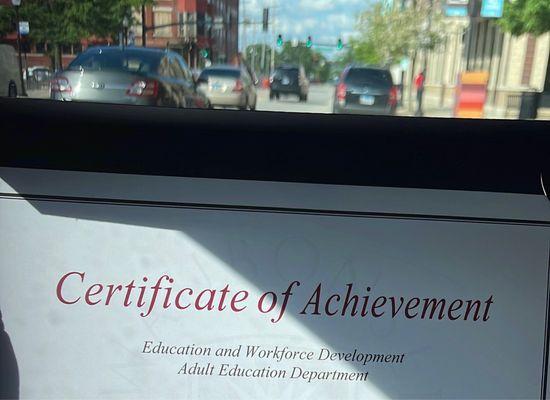 Certificate of Achievement
Education and Workforce Development
Adult Education Department